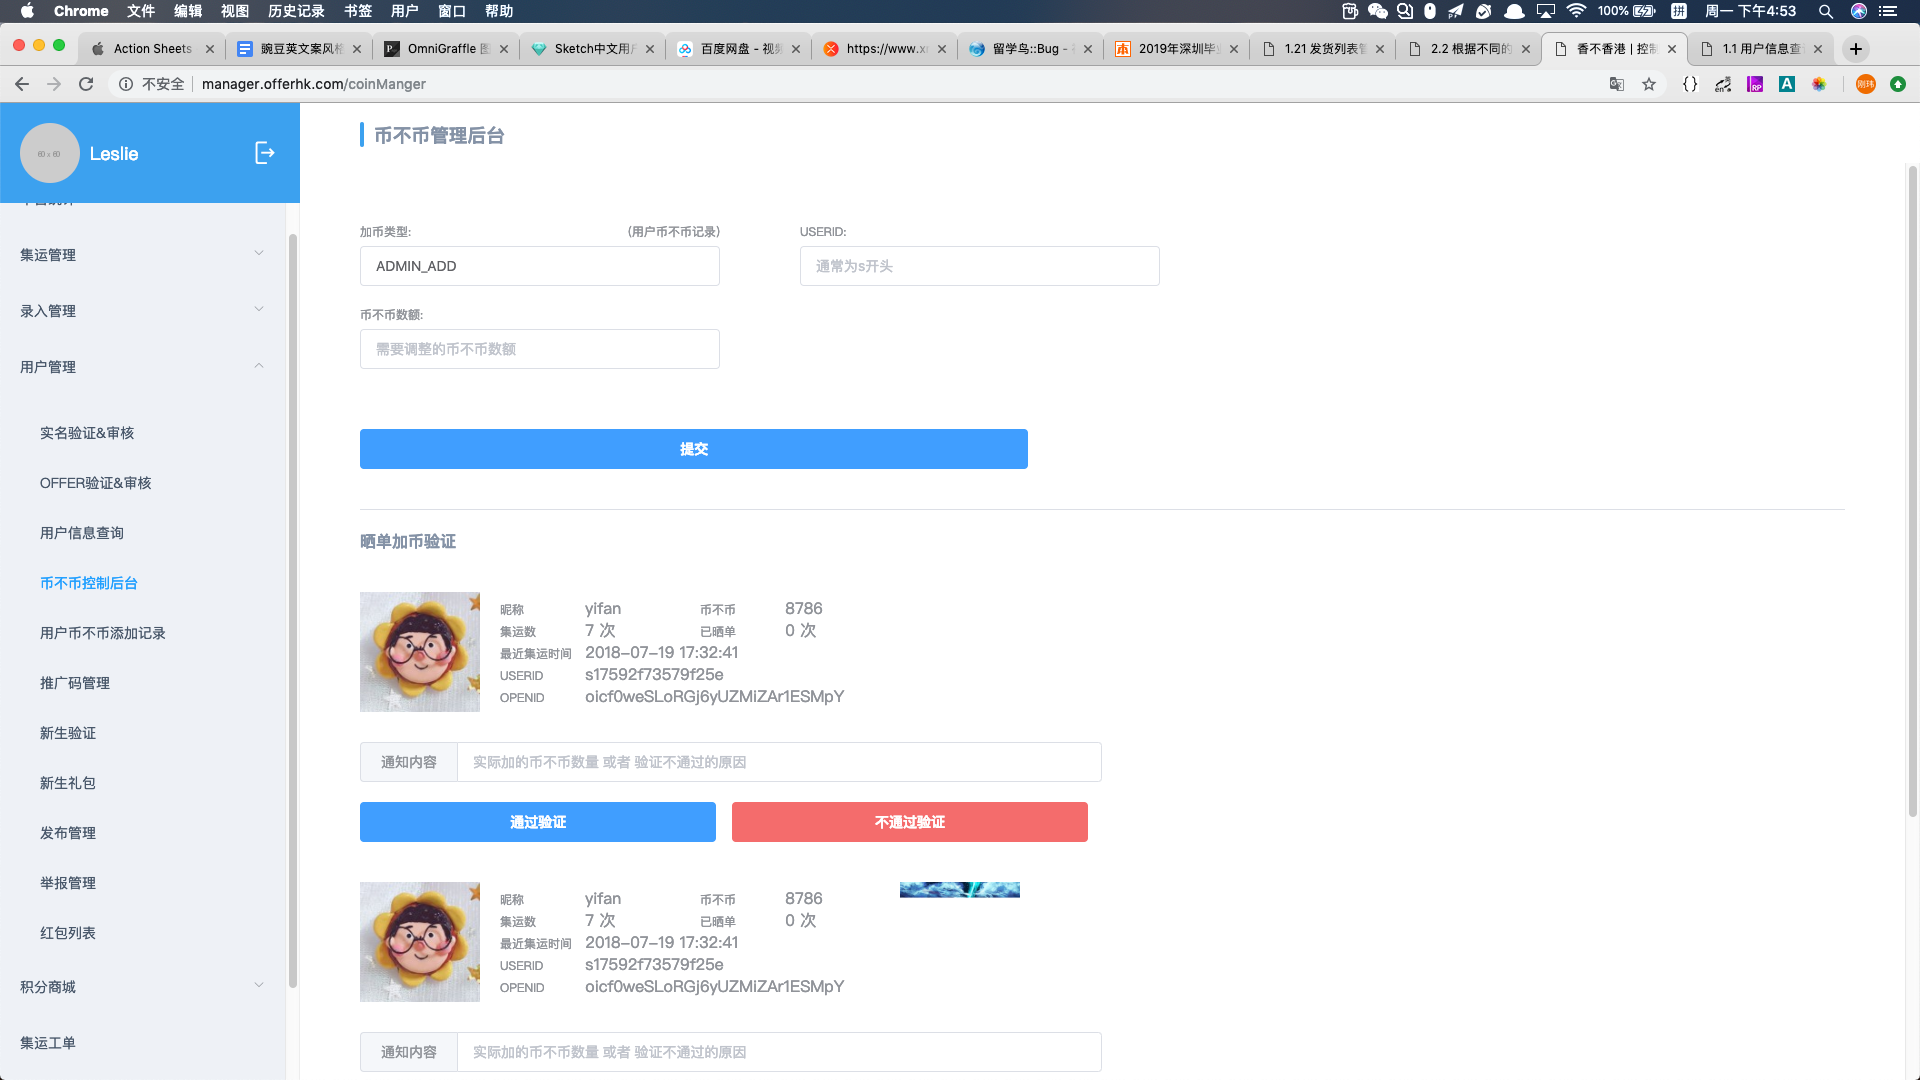 Chrome 文件 编辑 视图 历史记录 书签 用户 窗口 帮助 100% 拼 周一 下午4:53
Action Sheets 豌豆荚文案风格 OmniGraffle 图 Sketch中文用户 百度网盘 - 视频 https://www.xm 留学鸟::Bug - 2019年深圳毕业 1.21 发货列表管 2.2 根据不同的 香不香港 | 控制 1.1 用户信息查
不安全 manager.offerhk.com/coinManger
60 x 60
Leslie
集运管理
录入管理
用户管理
实名验证&审核
OFFER验证&审核
用户信息查询
币不币控制后台
用户币不币添加记录
推广码管理
新生验证
新生礼包
发布管理
举报管理
红包列表
积分商城
集运工单
币不币管理后台
加币类型: (用户币不币记录) USERID:
ADMIN_ADD 通常为s开头
币不币数额:
需要调整的币不币数额
提交
晒单加币验证
昵称 yifan 币不币 8786
集运数 7 次 已晒单 0 次
最近集运时间 2018-07-19 17:32:41
USERID s17592f73579f25e
OPENID oicf0weSLoRGj6yUZMiZAr1ESMpY
通知内容 实际加的币不币数量 或者 验证不通过的原因
通过验证 不通过验证
昵称 yifan 币不币 8786
集运数 7 次 已晒单 0 次
最近集运时间 2018-07-19 17:32:41
USERID s17592f73579f25e
OPENID oicf0weSLoRGj6yUZMiZAr1ESMpY
通知内容 实际加的币不币数量 或者 验证不通过的原因